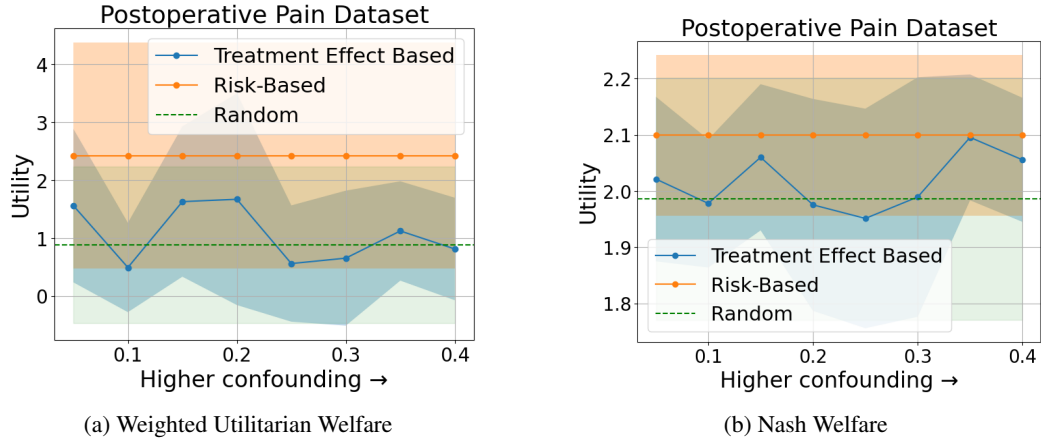 Postoperative Pain Dataset
Treatment Effect Based
Risk-Based
Random
Utility
4
3
2
1
0
0.1 0.2 0.3 0.4
Higher confounding →
(a) Weighted Utilitarian Welfare
Postoperative Pain Dataset
Utility
2.2
2.1
2.0
1.9
1.8
Treatment Effect Based
Risk-Based
Random
0.1 0.2 0.3 0.4
Higher confounding →
(b) Nash Welfare